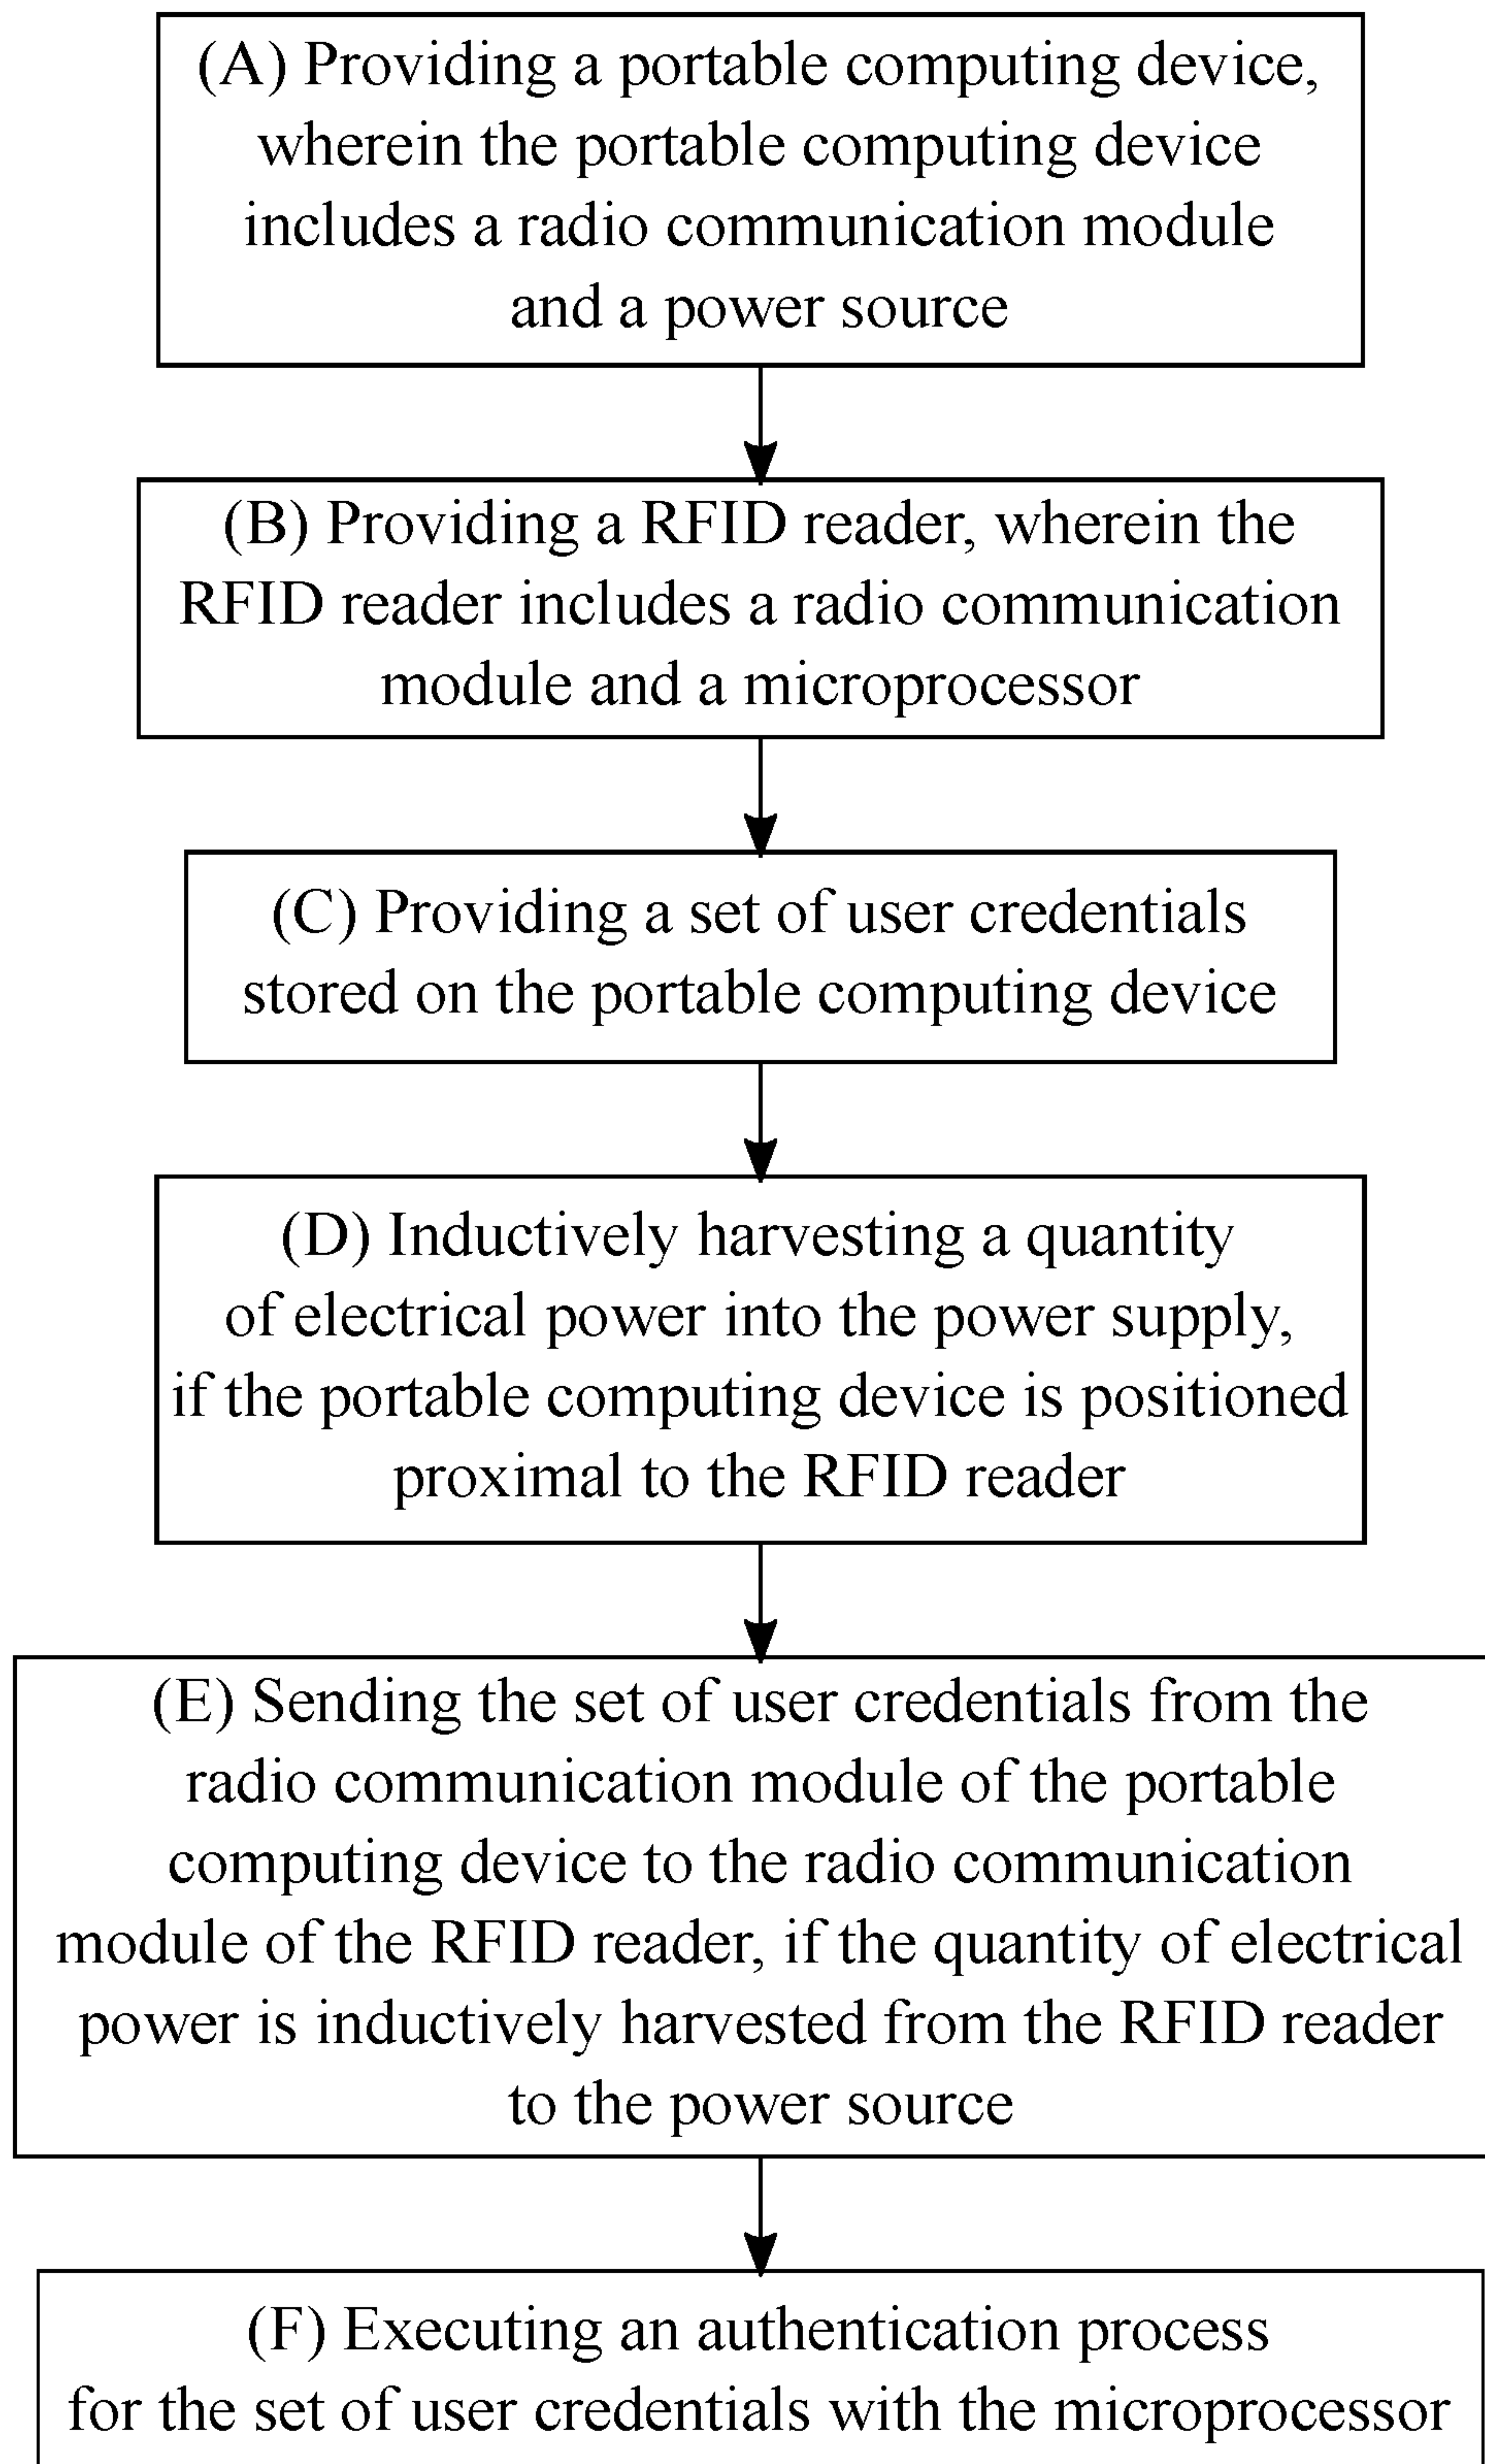 (A) Providing a portable computing device,
wherein the portable computing device
includes a radio communication module
and a power source
(B) Providing a RFID reader, wherein the
RFID reader includes a radio communication
module and a microprocessor
(C) Providing a set of user credentials
stored on the portable computing device
(D) Inductively harvesting a quantity
of electrical power into the power supply,
if the portable computing device is positioned
proximal to the RFID reader
(E) Sending the set of user credentials from the
radio communication module of the portable
computing device to the radio communication
module of the RFID reader, if the quantity of electrical
power is inductively harvested from the RFID reader
to the power source
(F) Executing an authentication process
for the set of user credentials with the microprocessor